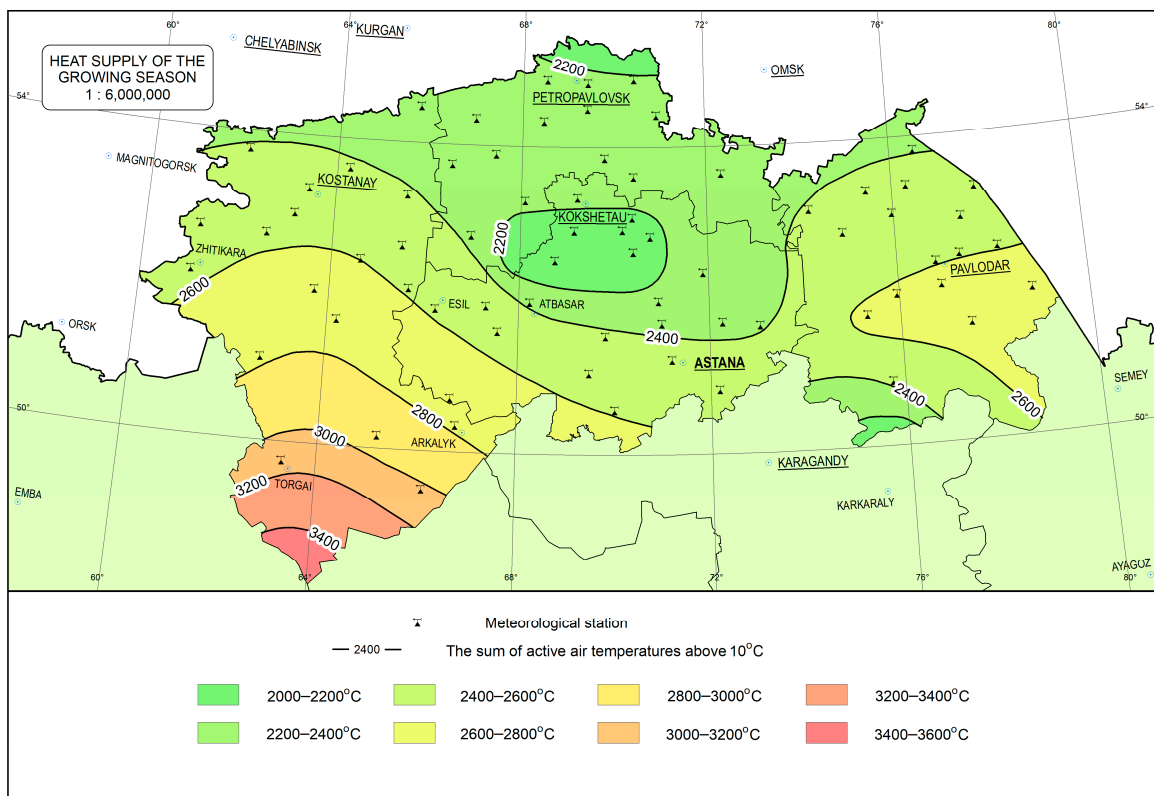 60°
64°
68°
72°
76°
80°
KURGAN
CHELYABINSK
HEAT SUPPLY OF THE
GROWING SEASON
1 : 6,000,000
2200
OMSK
54°
54°
PETROPAVLOVSK
MAGNITOGORSK
KOSTANAY
KOKSHETAU
2200
ZHITIKARA
PAVLODAR
2600
ESIL
ATBASAR
ORSK
2400
ASTANA
SEMEY
2400
2600
50°
50°
2800
3000
ARKALYK
KARAGANDY
3200
TORGAI
EMBA
KARKARALY
3400
AYAGOZ
60°
64°
68°
72°
76°
80°
Meteorological station
2400
The sum of active air temperatures above 10°C
2000–2200°C
2400–2600°C
2800–3000°C
3200–3400°C
2200–2400°C
2600–2800°C
3000–3200°C
3400–3600°C